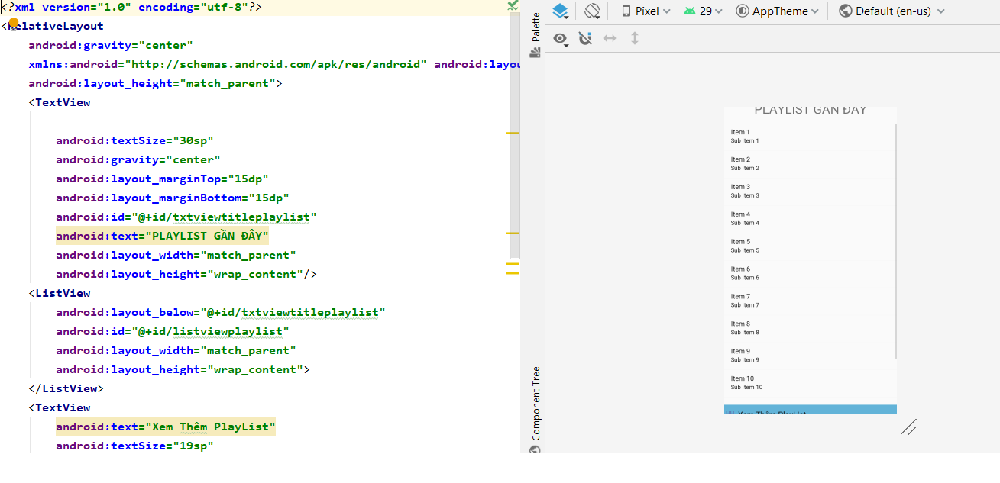 <?xml version="1.0" encoding="utf-8"?>
<RelativeLayout
android:gravity="center"
xmlns:android="http://schemas.android.com/apk/res/android" android:layou
android:layout_height="match_parent">
<TextView
android:textSize="30sp"
android:gravity="center"
android:layout_marginTop="15dp"
android:layout_marginBottom="15dp"
android:id="@+id/txtviewtitleplaylist"
android:text="PLAYLIST GẦN ĐÂY"
android:layout_width="match_parent"
android:layout_height="wrap_content"/>
<ListView
android:layout_below="@+id/txtviewtitleplaylist"
android:id="@+id/listviewplaylist"
android:layout_width="match_parent"
android:layout_height="wrap_content">
</ListView>
<TextView
android:text="Xem Thêm PlayList"
android:textSize="19sp"
Palette
Component Tree
Pixel 29 AppTheme Default (en-us)
PLAYLIST GẦN ĐÂY
Item 1
Sub Item 1
Item 2
Sub Item 2
Item 3
Sub Item 3
Item 4
Sub Item 4
Item 5
Sub Item 5
Item 6
Sub Item 6
Item 7
Sub Item 7
Item 8
Sub Item 8
Item 9
Sub Item 9
Item 10
Sub Item 10
Xem Thêm PlayList